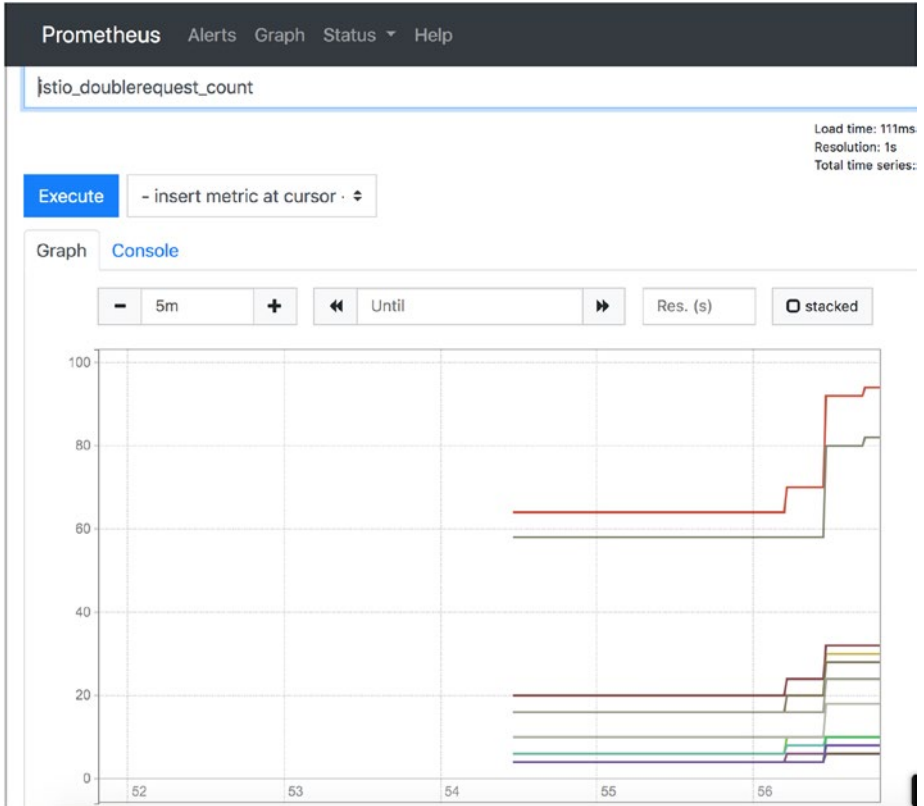 Prometheus Alerts Graph Status Help
istio_doublerequest_count
Load time: 111ms
Resolution: 1s
Total time series:
Execute - insert metric at cursor -
Graph Console
- 5m + Until Res. (s) stacked
100
80
60
40
20
0
52 53 54 55 56